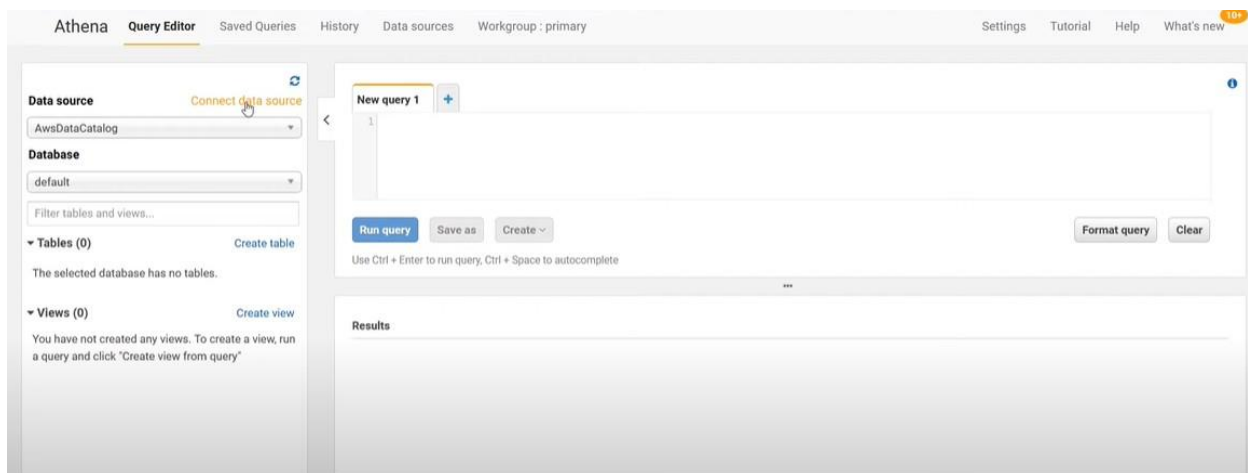 Athena Query Editor Saved Queries History Data sources Workgroup : primary Settings Tutorial Help What's new 10+
Data source Connect data source
AwsDataCatalog
Database
default
Filter tables and views...
Tables (0) Create table
The selected database has no tables.
Views (0) Create view
You have not created any views. To create a view, run
a query and click "Create view from query"
New query 1
1
Run query Save as Create Format query Clear
Use Ctrl + Enter to run query, Ctrl + Space to autocomplete
Results